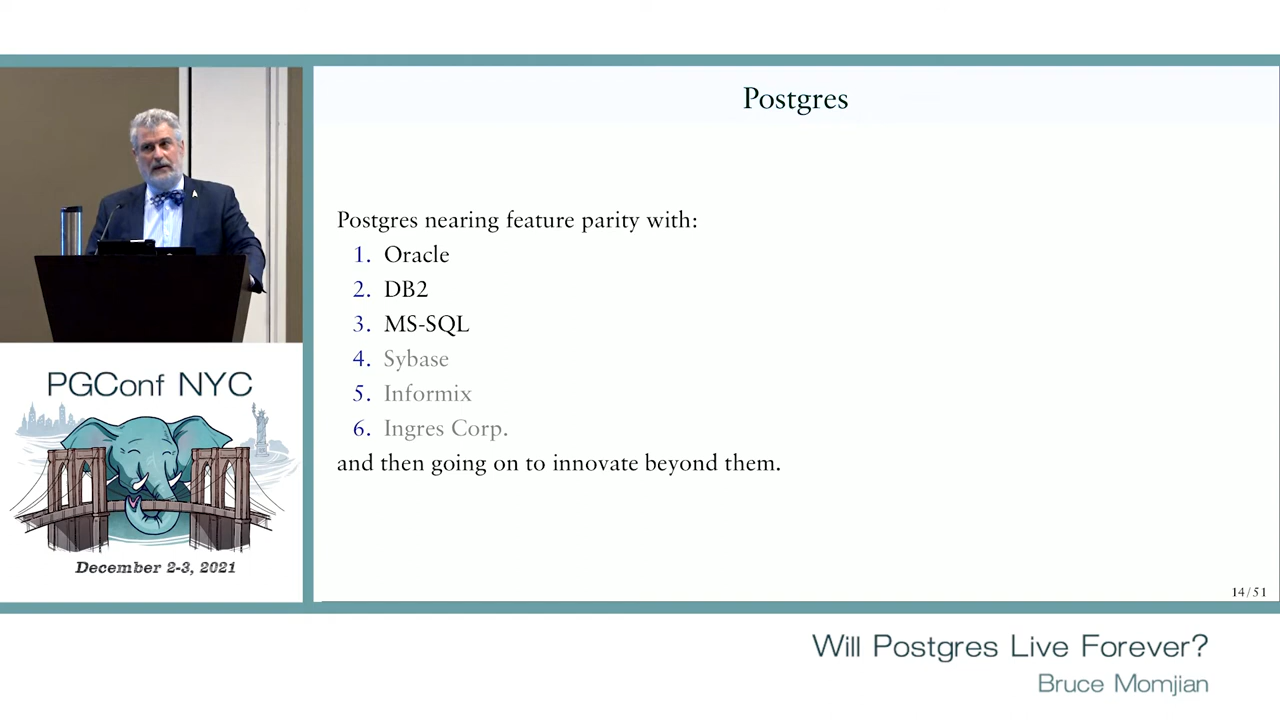 Postgres
Postgres nearing feature parity with:
1. Oracle
2. DB2
3. MS-SQL
4. Sybase
5. Informix
6. Ingres Corp.
and then going on to innovate beyond them.
14/51
PGConf NYC
December 2-3, 2021
Will Postgres Live Forever?
Bruce Momjian